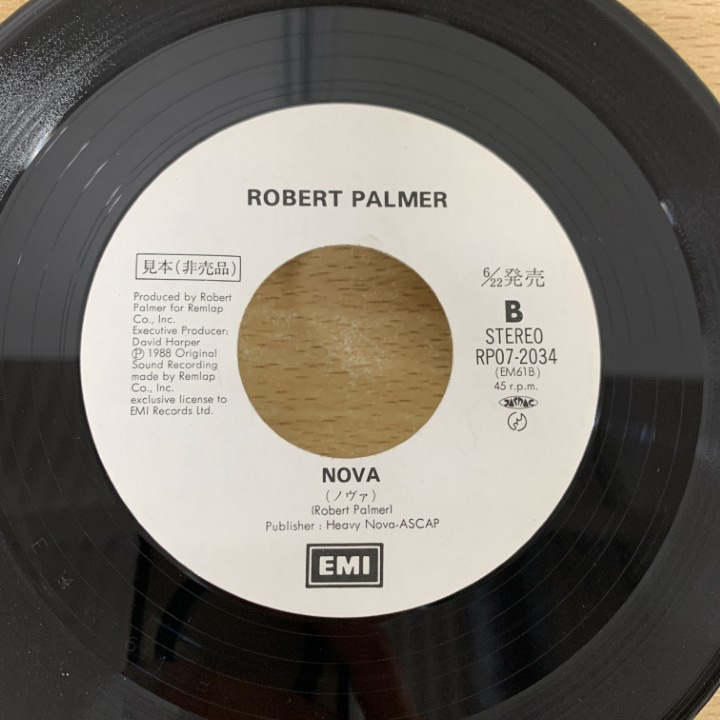 ROBERT PALMER
見本(非売品)
Produced by Robert
Palmer for Remlap
Co., Inc.
Executive Producer:
David Harper
Ⓟ 1988 Original
Sound Recording
made by Remlap
Co., Inc.
exclusive license to
EMI Records Ltd.
6/22発売
B
STEREO
RP07-2034
(EM61B)
45 r.p.m.
JASRAC
NOVA
(ノヴァ)
(Robert Palmer)
Publisher : Heavy Nova-ASCAP
EMI